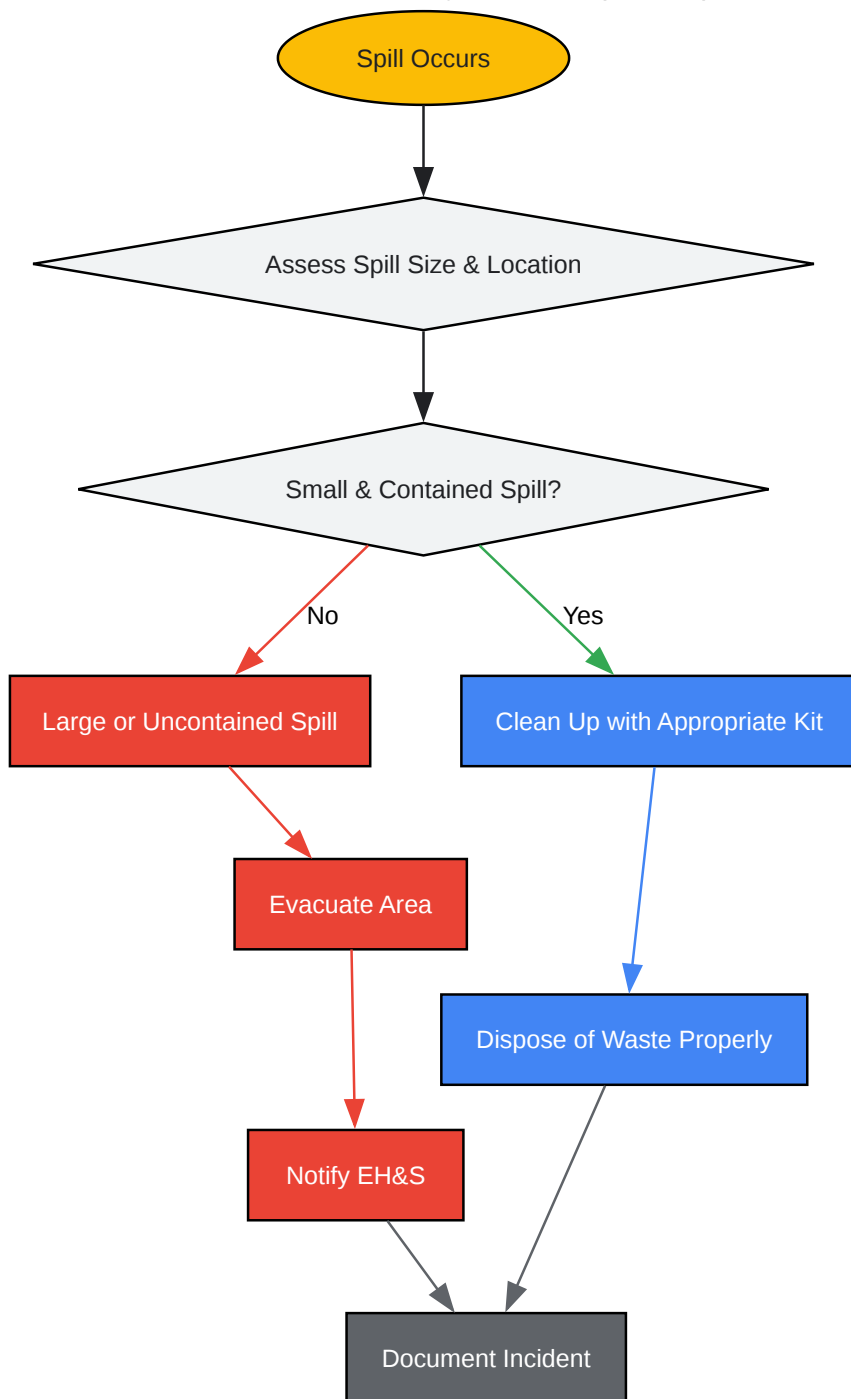 Spill Occurs
Assess Spill Size & Location
Small & Contained Spill?
No
Yes
Large or Uncontained Spill
Clean Up with Appropriate Kit
Evacuate Area
Dispose of Waste Properly
Notify EH&S
Document Incident